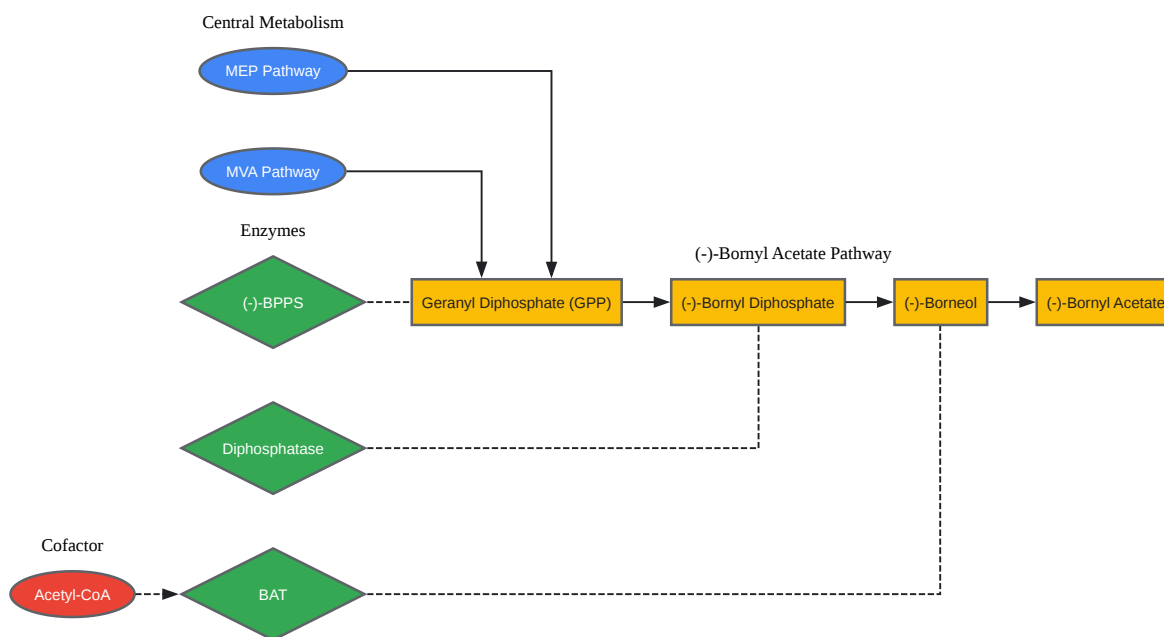 Central Metabolism
MEP Pathway
MVA Pathway
Enzymes
(-)-Bornyl Acetate Pathway
(-)-BPPS
Geranyl Diphosphate (GPP)
(-)-Bornyl Diphosphate
(-)-Borneol
(-)-Bornyl Acetate
Diphosphatase
Cofactor
Acetyl-CoA
BAT